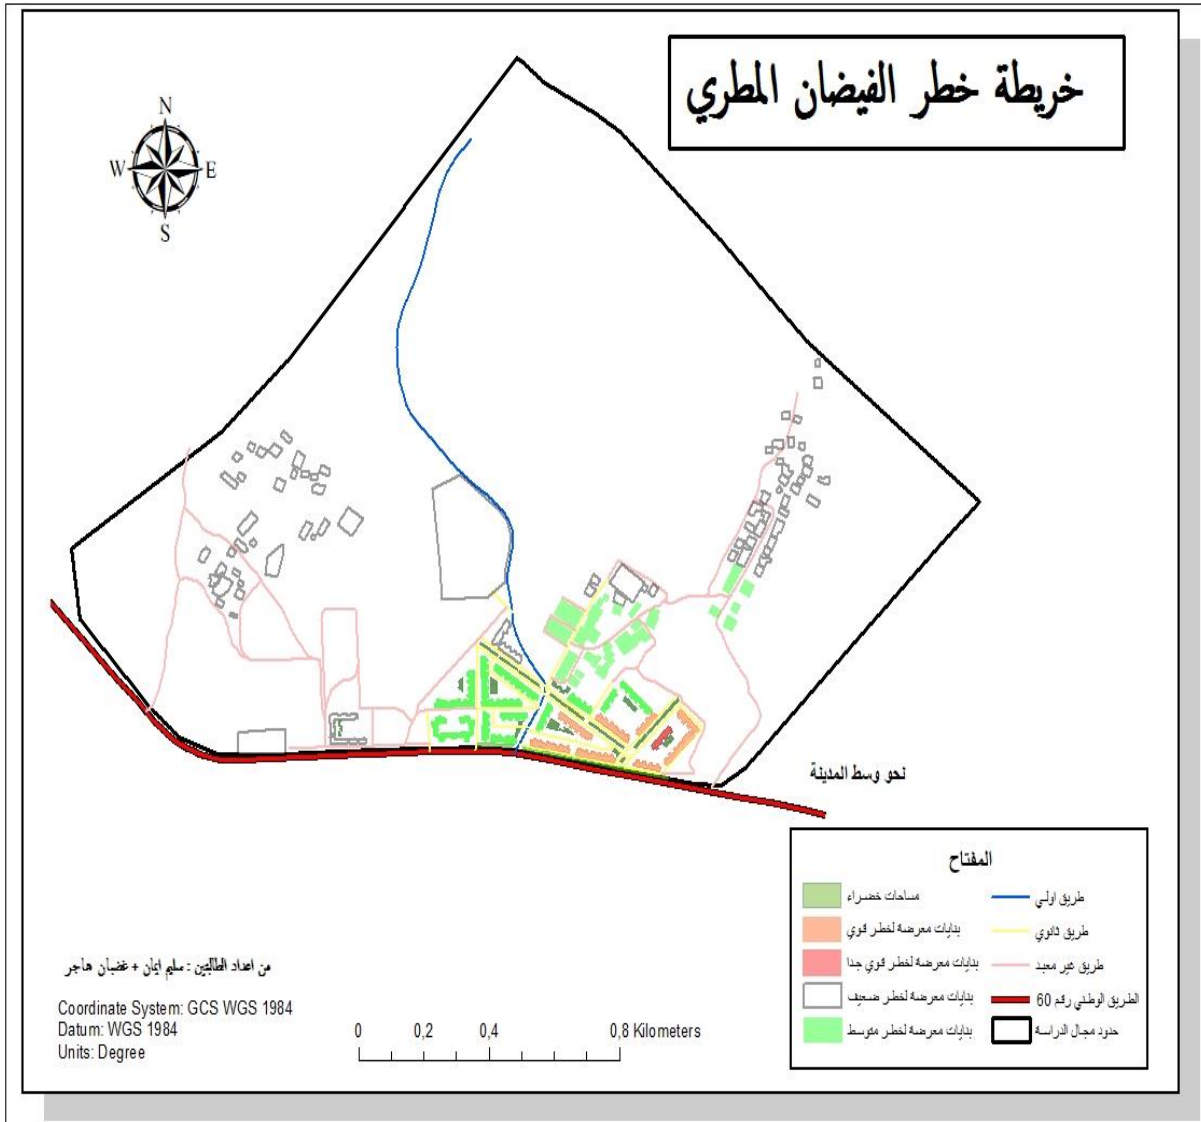 خريطة خطر الفيضان المطري
N
W
E
S
نحو وسط المدينة
المفتاح
طريق اولي
مساحات خضراء
طريق ثانوي
بنايات معرضة لخطر قوي
طريق غير معبد
بنايات معرضة لخطر قوي جدا
الطريق الوطني رقم 60
بنايات معرضة لخطر ضعيف
حدود مجال الدراسة
بنايات معرضة لخطر متوسط
من اعداد الطالبتين : سليم ايمان + غضبان هاجر
Coordinate System: GCS WGS 1984
Datum: WGS 1984
Units: Degree
0 0,2 0,4 0,8 Kilometers